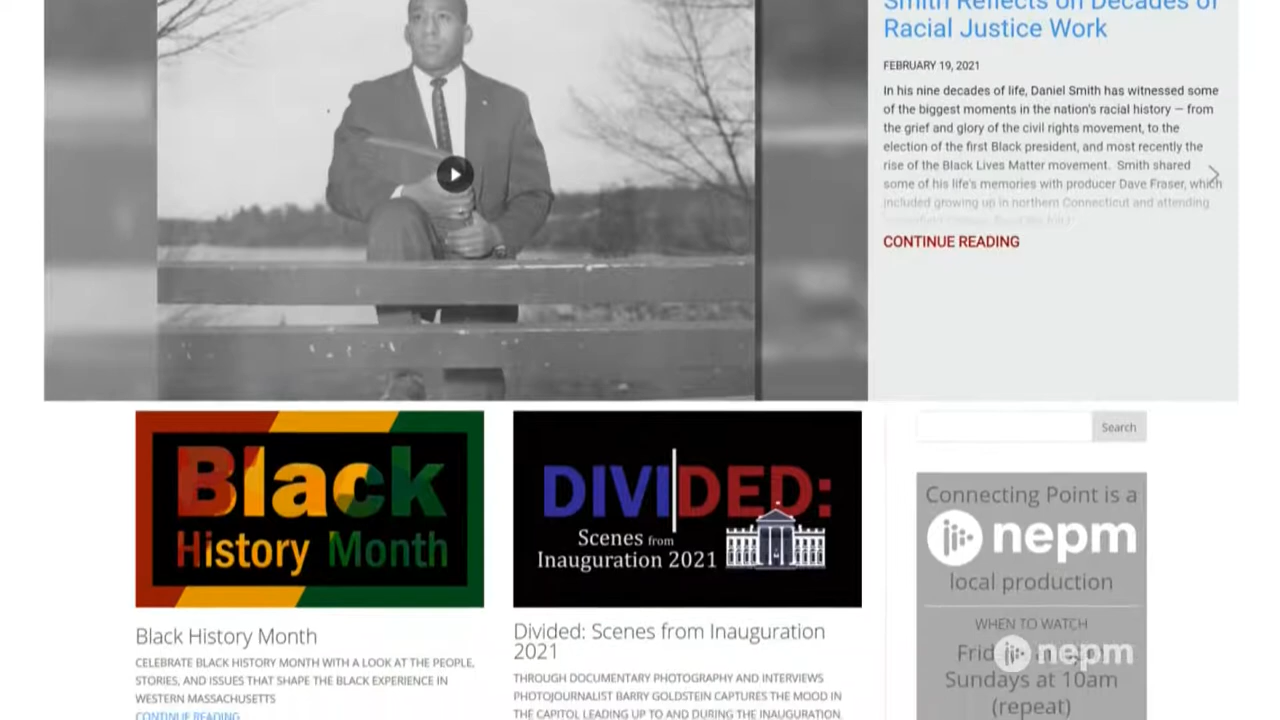 Smith Reflects on Decades of
Racial Justice Work
FEBRUARY 19, 2021
In his nine decades of life, Daniel Smith has witnessed some
of the biggest moments in the nation's racial history — from
the grief and glory of the civil rights movement, to the
election of the first Black president, and most recently the
rise of the Black Lives Matter movement. Smith shared
some of his life's memories with producer Dave Fraser, which
included growing up in northern Connecticut and attending
CONTINUE READING
Black
History Month
Black History Month
CELEBRATE BLACK HISTORY MONTH WITH A LOOK AT THE PEOPLE,
STORIES, AND ISSUES THAT SHAPE THE BLACK EXPERIENCE IN
WESTERN MASSACHUSETTS
CONTINUE READING
DIVIDED:
Scenes from
Inauguration 2021
Divided: Scenes from Inauguration
2021
THROUGH DOCUMENTARY PHOTOGRAPHY AND INTERVIEWS
PHOTOJOURNALIST BARRY GOLDSTEIN CAPTURES THE MOOD IN
THE CAPITOL LEADING UP TO AND DURING THE INAUGURATION.
Search
Connecting Point is a
nepm
local production
WHEN TO WATCH
nepm
Sundays at 10am
(repeat)